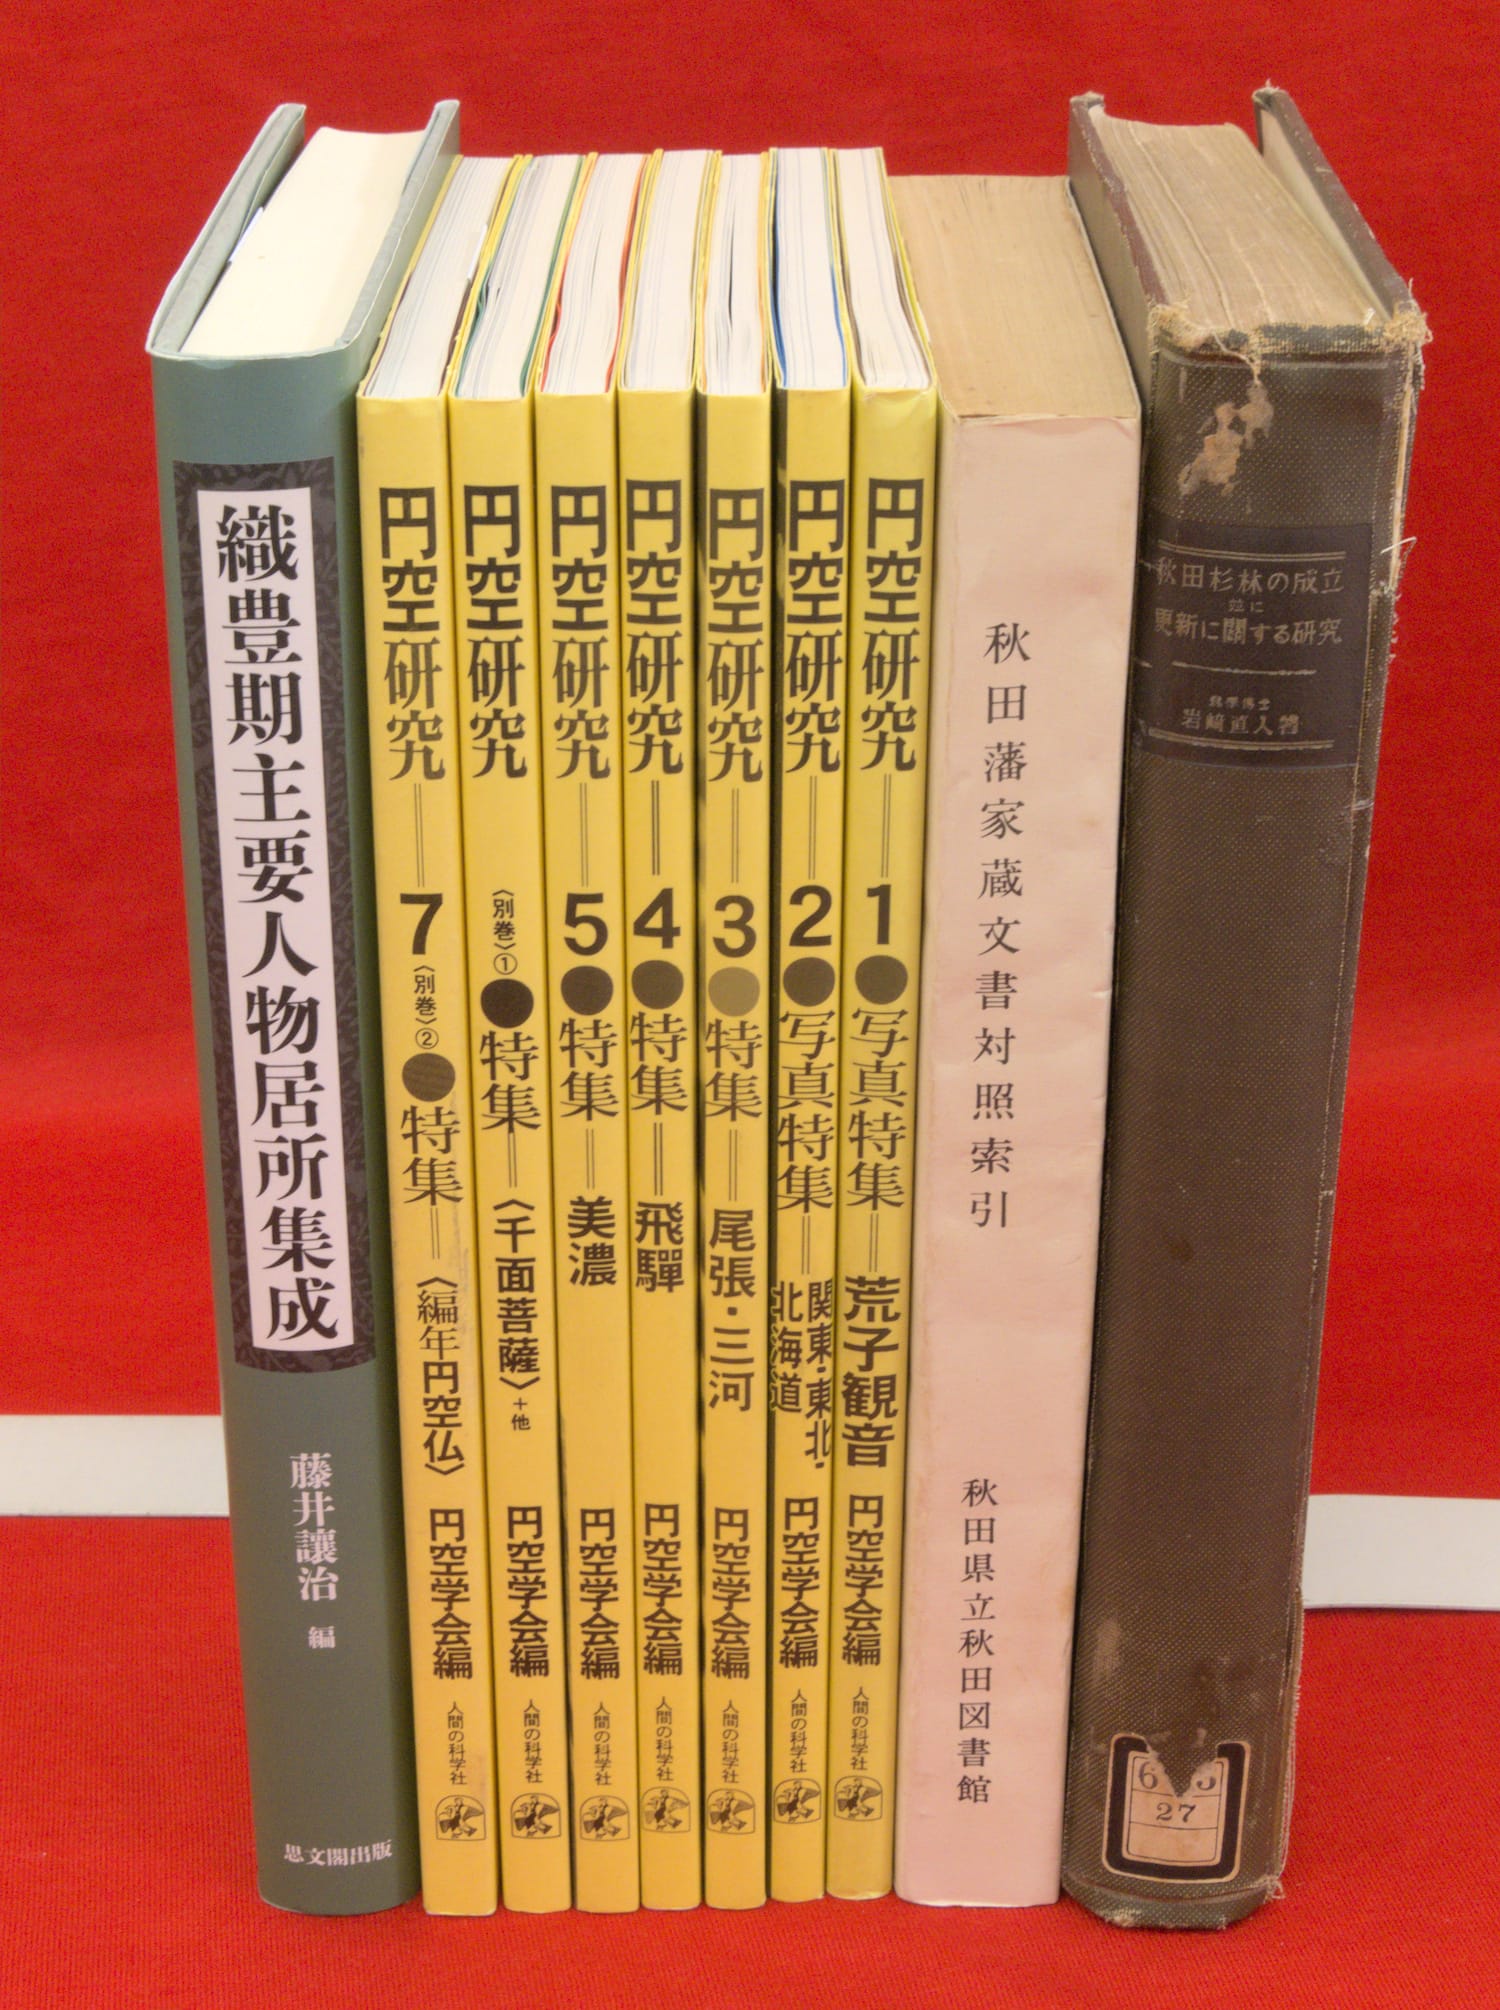 織豊期主要人物居所集成
藤井讓治 編
思文閣出版
円空研究=7〈別巻〉②●特集=〈編年円空仏〉
円空学会編
人間の科学社
円空研究
〈別巻〉①●特集=〈千面菩薩〉+他
円空学会編
人間の科学社
円空研究=5●特集=美濃
円空学会編
人間の科学社
円空研究=4●特集=飛驒
円空学会編
人間の科学社
円空研究=3●特集=尾張・三河
円空学会編
人間の科学社
円空研究=2●写真特集=関東・東北・
北海道
円空学会編
人間の科学社
円空研究=1●写真特集=荒子観音
円空学会編
人間の科学社
秋田藩家蔵文書対照索引
秋田県立秋田図書館
秋田杉林の成立
並に
更新に関する研究
林學博士
岩崎直人著
6 5
27